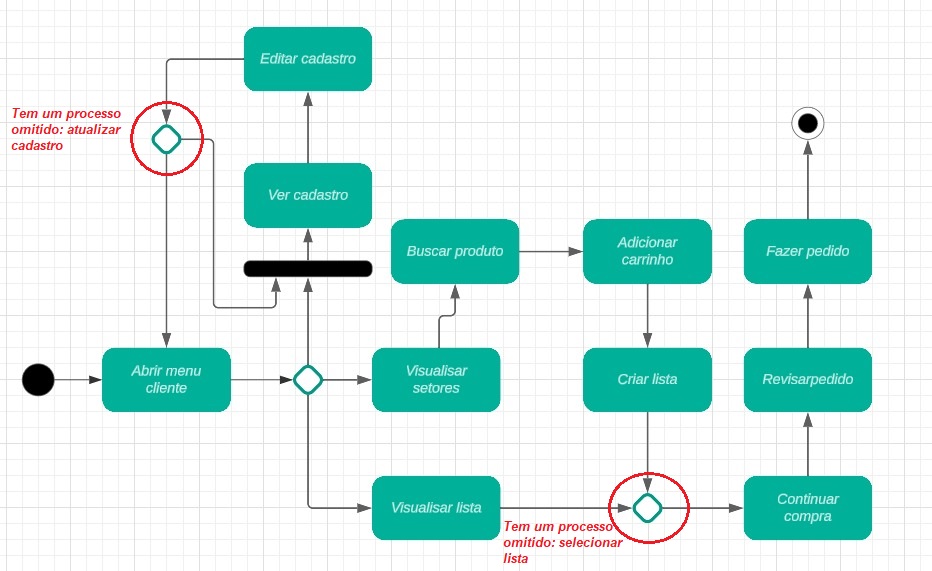 Editar cadastro
Tem um processo
omitido: atualizar
cadastro
Ver cadastro
Buscar produto
Adicionar
carrinho
Fazer pedido
Abrir menu
cliente
Visualisar
setores
Criar lista
Revisarpedido
Visualisar lista
Continuar
compra
Tem um processo
omitido: selecionar
lista